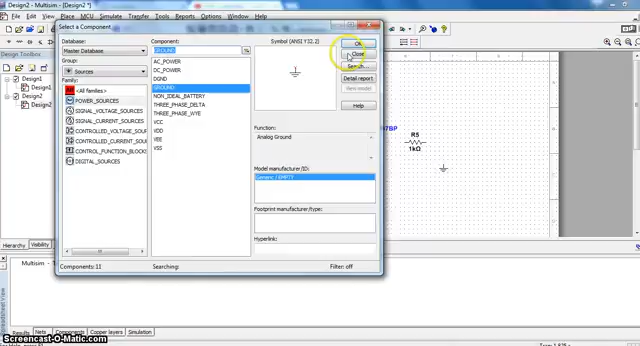 Design2 - Multisim - [Design2 *]
File Edit View Place MCU Simulate Transfer Tools Reports Options Window Help
Select a Component
Database:
Master Database
Group:
Sources
Family:
<All families>
POWER_SOURCES
SIGNAL_VOLTAGE_SOURCES
SIGNAL_CURRENT_SOURCES
CONTROLLED_VOLTAGE_SOU
CONTROLLED_CURRENT_SOU
CONTROL_FUNCTION_BLOCKS
DIGITAL_SOURCES
Component:
GROUND
AC_POWER
DC_POWER
DGND
GROUND
NON_IDEAL_BATTERY
THREE_PHASE_DELTA
THREE_PHASE_WYE
VCC
VDD
VEE
VSS
Symbol (ANSI Y32.2)
OK
Close
Search...
Detail report
View model
Help
Function:
Analog Ground
Model manufacturer/ID:
Generic / EMPTY
Footprint manufacturer/type:
Hyperlink:
Components: 11
Searching:
Filter: off
Design Toolbox
Design1
Design1
Design2
Design2
Hierarchy
Visibility
R5
1kΩ
Multisim -
Spreadsheet View
Results
Nets
Components
Copper layers
Simulation
Screencast-O-Matic.com